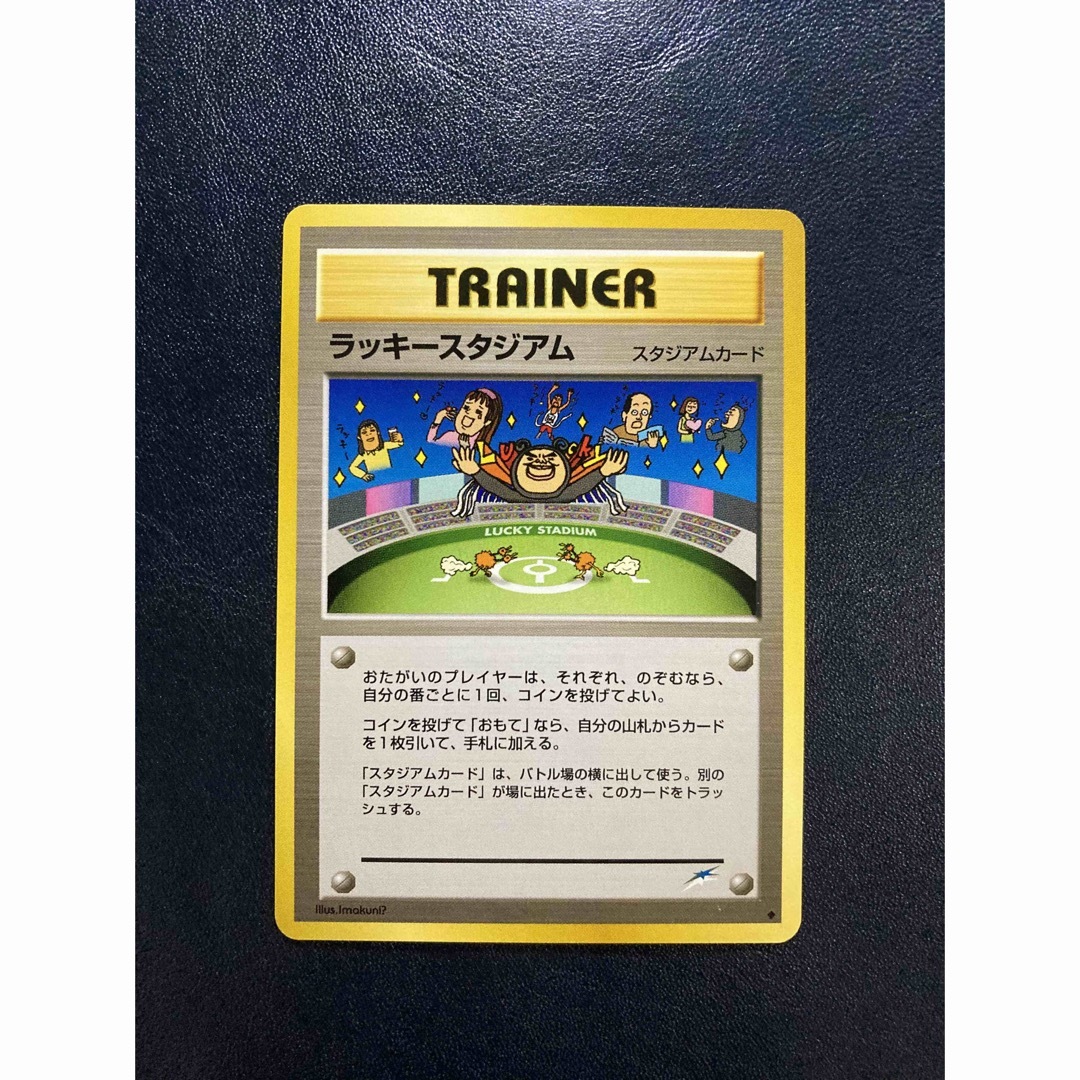 TRAINER
ラッキースタジアム
スタジアムカード
LUCKY STADIUM
おたがいのプレイヤーは、それぞれ、のぞむなら、
自分の番ごとに1回、コインを投げてよい。
コインを投げて「おもて」なら、自分の山札からカード
を1枚引いて、手札に加える。
「スタジアムカード」は、バトル場の横に出して使う。別の
「スタジアムカード」が場に出たとき、このカードをトラッ
シュする。
Illus.Imakuni?